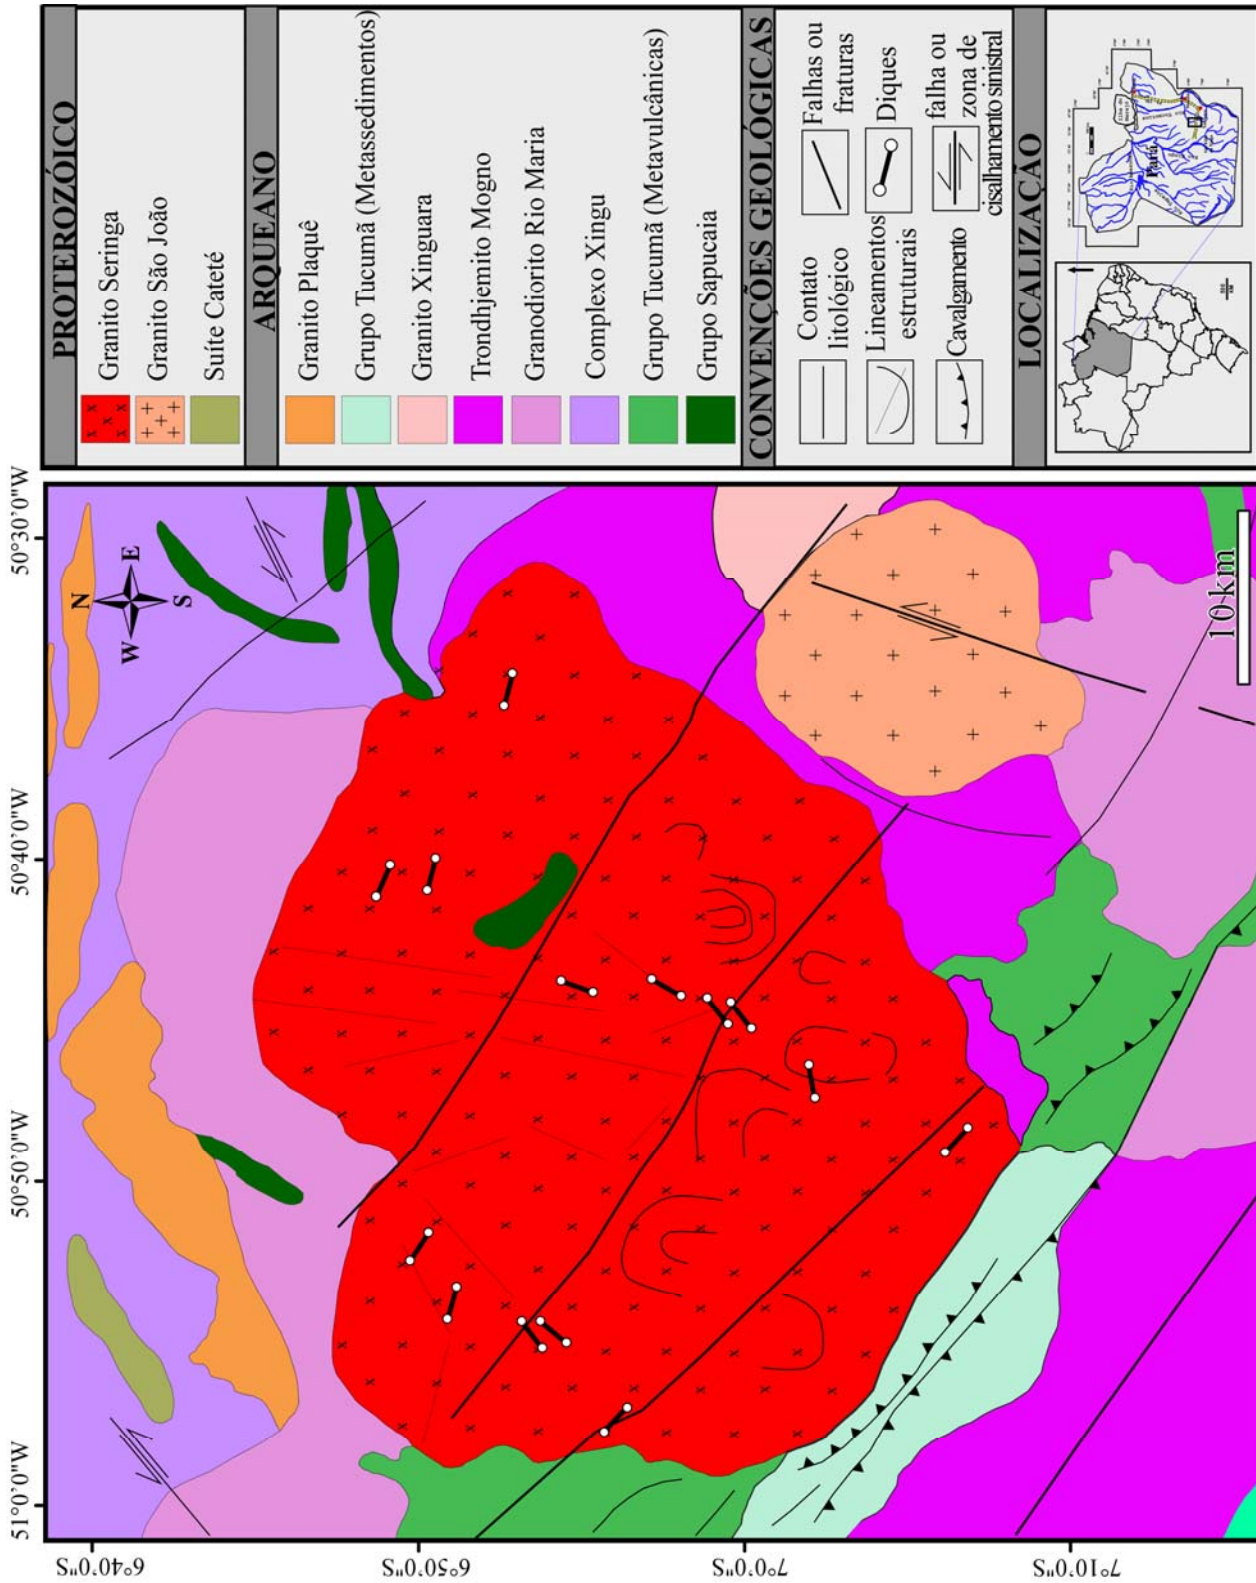 50°30'0"W
50°40'0"W
50°50'0"W
51°0'0"W
6°40'0"S
6°50'0"S
7°0'0"S
7°10'0"S
N
W
E
S
10 km
PROTEROZÓICO
Granito Seringa
Granito São João
Suíte Cateté
ARQUEANO
Granito Plaquê
Grupo Tucumã (Metassedimentos)
Granito Xinguara
Trondhjemito Mogno
Granodiorito Rio Maria
Complexo Xingu
Grupo Tucumã (Metavulcânicas)
Grupo Sapucaia
CONVENÇÕES GEOLÓGICAS
Contato
litológico
Falhas ou
fraturas
Lineamentos
estruturais
Diques
Cavalgamento
falha ou
zona de
cisalhamento sinistral
LOCALIZAÇÃO
Pará